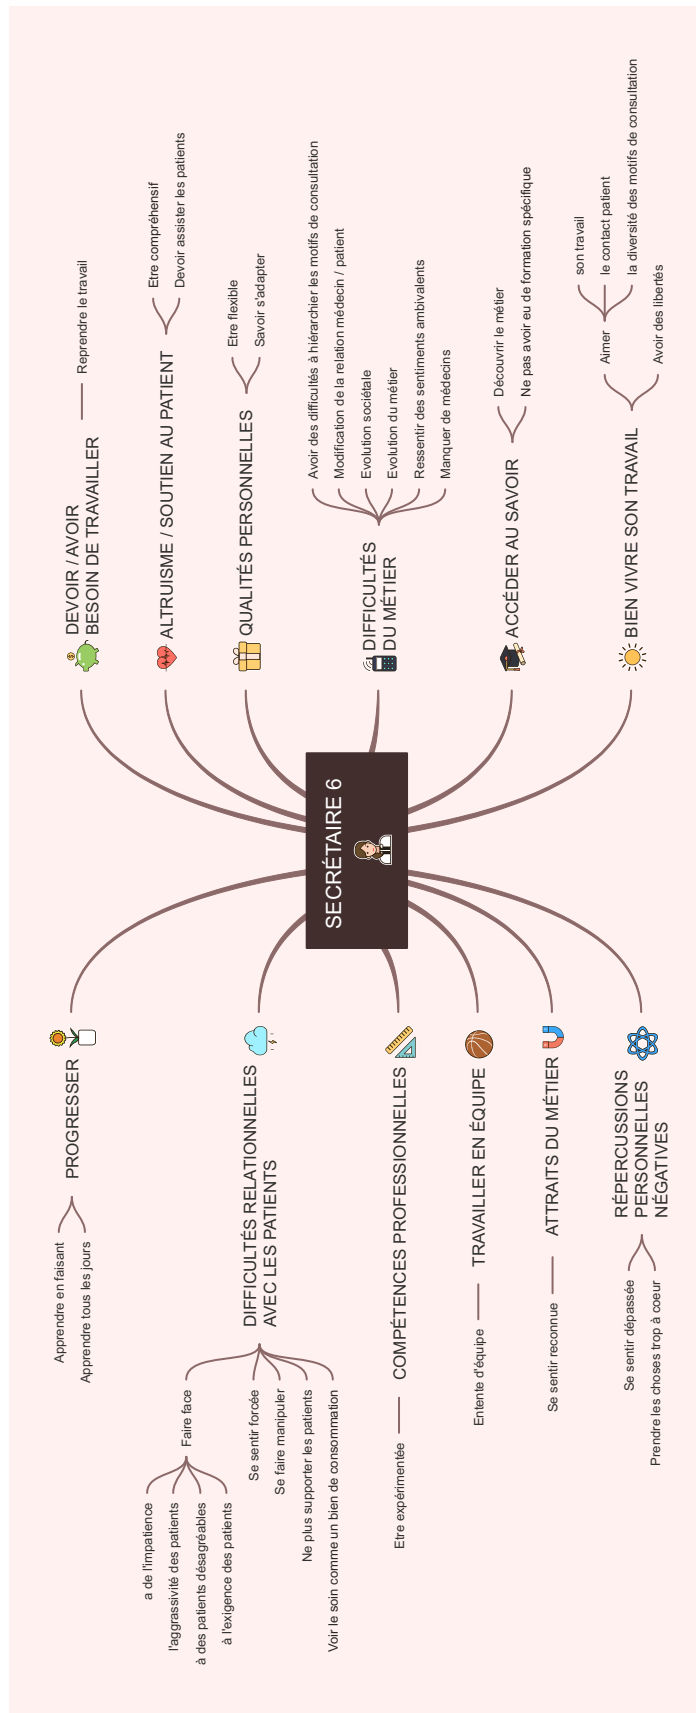 SECRÉTAIRE 6
DEVOIR / AVOIR
BESOIN DE TRAVAILLER
Reprendre le travail
ALTRUISME / SOUTIEN AU PATIENT
Etre compréhensif
Devoir assister les patients
QUALITÉS PERSONNELLES
Etre flexible
Savoir s'adapter
DIFFICULTÉS
DU MÉTIER
Avoir des difficultés à hiérarchier les motifs de consultation
Modification de la relation médecin / patient
Evolution sociétale
Evolution du métier
Ressentir des sentiments ambivalents
Manquer de médecins
ACCÉDER AU SAVOIR
Découvrir le métier
Ne pas avoir eu de formation spécifique
BIEN VIVRE SON TRAVAIL
Aimer
son travail
le contact patient
la diversité des motifs de consultation
Avoir des libertés
PROGRESSER
Apprendre en faisant
Apprendre tous les jours
DIFFICULTÉS RELATIONNELLES
AVEC LES PATIENTS
Faire face
a de l'impatience
l'aggrassivité des patients
à des patients désagréables
à l'exigence des patients
Se sentir forcée
Se faire manipuler
Ne plus supporter les patients
Voir le soin comme un bien de consommation
COMPÉTENCES PROFESSIONNELLES
Etre expérimentée
TRAVAILLER EN ÉQUIPE
Entente d'équipe
ATTRAITS DU MÉTIER
Se sentir reconnue
RÉPERCUSSIONS
PERSONNELLES
NÉGATIVES
Se sentir dépassée
Prendre les choses trop à coeur